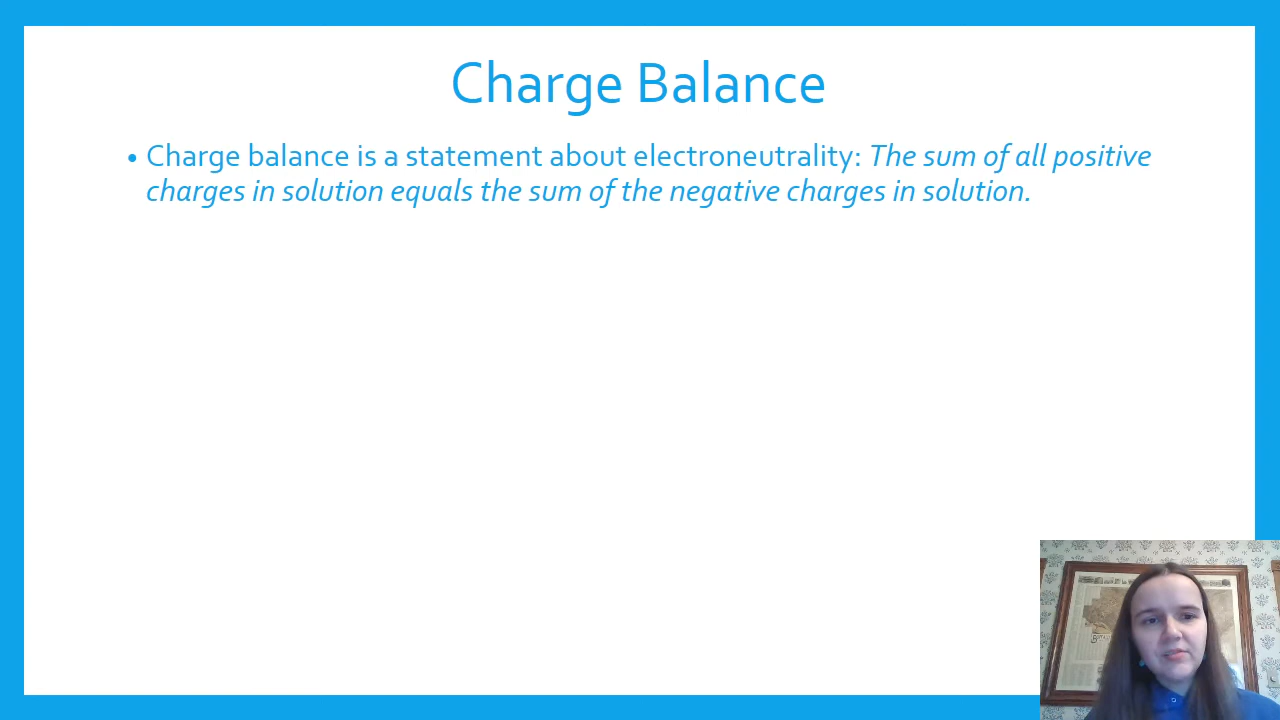 Charge Balance
• Charge balance is a statement about electroneutrality: The sum of all positive
charges in solution equals the sum of the negative charges in solution.